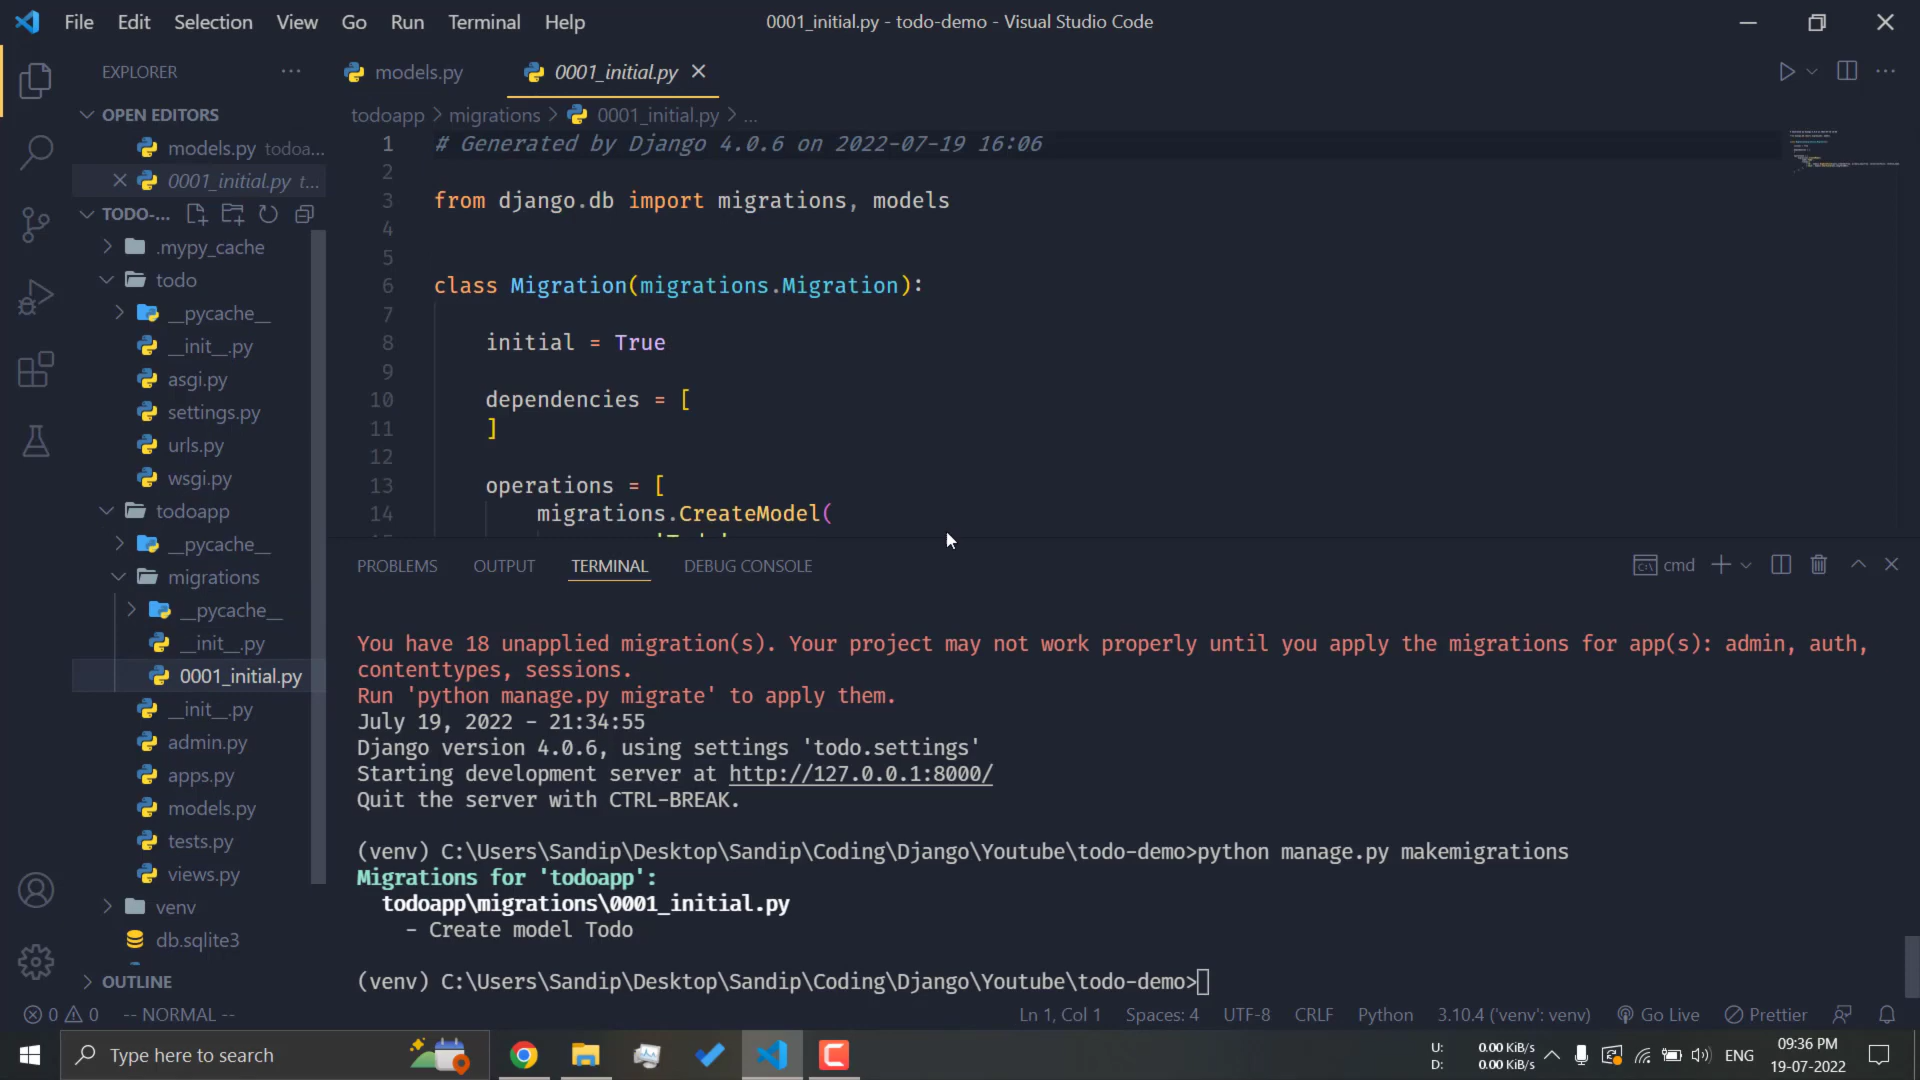 File Edit Selection View Go Run Terminal Help
0001_initial.py - todo-demo - Visual Studio Code
EXPLORER
models.py
0001_initial.py
OPEN EDITORS
models.py todoa...
0001_initial.py t...
TODO-...
.mypy_cache
todo
__pycache__
__init__.py
asgi.py
settings.py
urls.py
wsgi.py
todoapp
__pycache__
migrations
__pycache__
__init__.py
0001_initial.py
__init__.py
admin.py
apps.py
models.py
tests.py
views.py
venv
db.sqlite3
OUTLINE
todoapp > migrations > 0001_initial.py > ...
1 # Generated by Django 4.0.6 on 2022-07-19 16:06
2
3 from django.db import migrations, models
4
5
6 class Migration(migrations.Migration):
7
8 initial = True
9
10 dependencies = [
11 ]
12
13 operations = [
14 migrations.CreateModel(
PROBLEMS OUTPUT TERMINAL DEBUG CONSOLE
cmd
You have 18 unapplied migration(s). Your project may not work properly until you apply the migrations for app(s): admin, auth,
contenttypes, sessions.
Run 'python manage.py migrate' to apply them.
July 19, 2022 - 21:34:55
Django version 4.0.6, using settings 'todo.settings'
Starting development server at http://127.0.0.1:8000/
Quit the server with CTRL-BREAK.
(venv) C:\Users\Sandip\Desktop\Sandip\Coding\Django\Youtube\todo-demo>python manage.py makemigrations
Migrations for 'todoapp':
todoapp\migrations\0001_initial.py
- Create model Todo
(venv) C:\Users\Sandip\Desktop\Sandip\Coding\Django\Youtube\todo-demo>
0 0 -- NORMAL --
Ln 1, Col 1 Spaces: 4 UTF-8 CRLF Python 3.10.4 ('venv': venv) Go Live Prettier
Type here to search
U: 0.00 KiB/s
D: 0.00 KiB/s
ENG
09:36 PM
19-07-2022